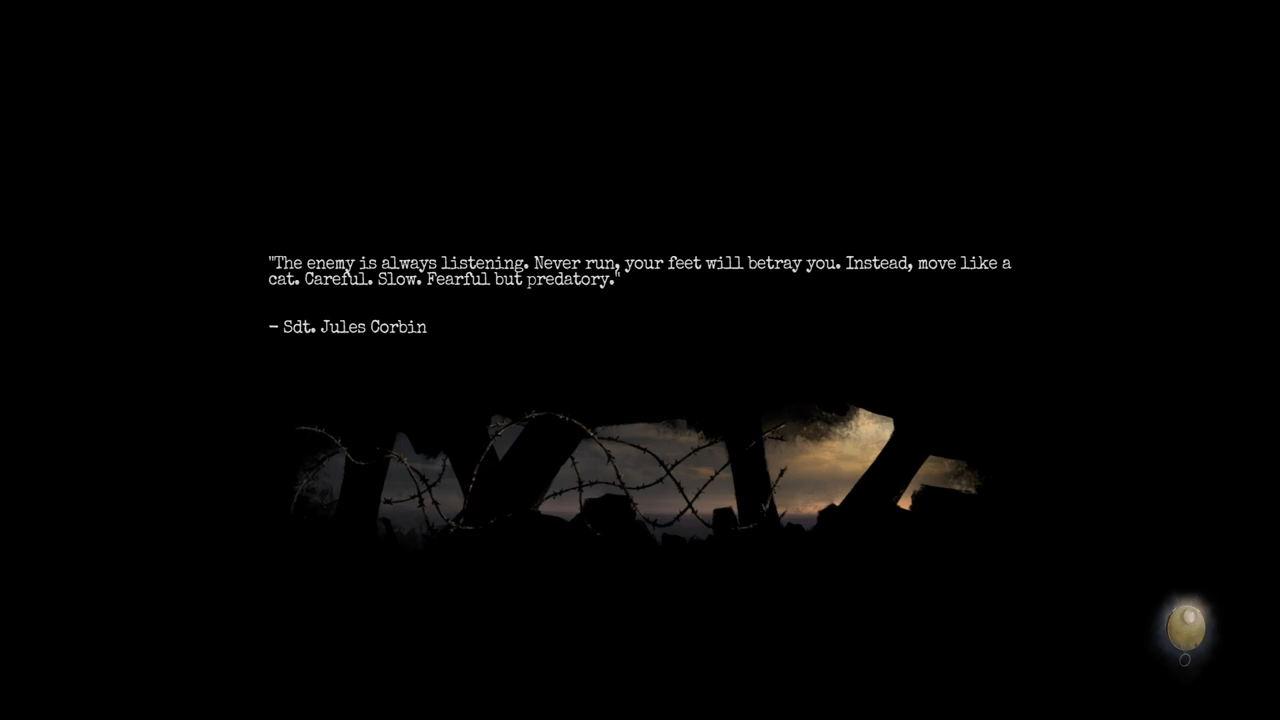 "The enemy is always listening. Never run, your feet will betray you. Instead, move like a
cat. Careful. Slow. Fearful but predatory."
- Sdt. Jules Corbin